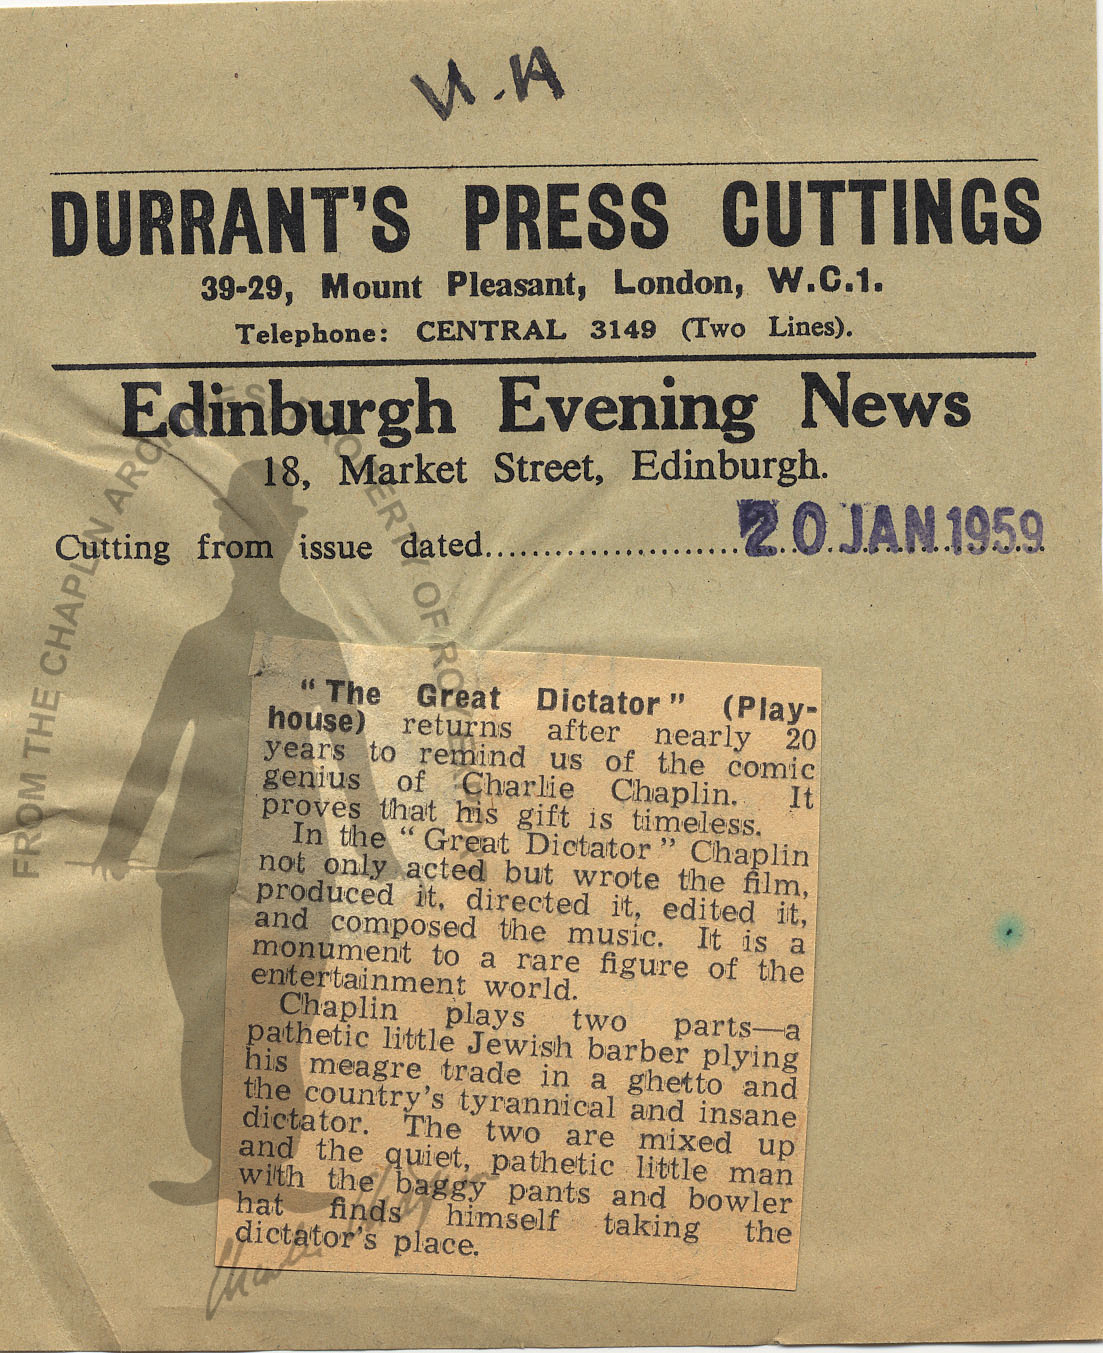 U.A
DURRANT'S PRESS CUTTINGS
39-29, Mount Pleasant, London, W.C.1.
Telephone: CENTRAL 3149 (Two Lines).
Edinburgh Evening News
18, Market Street, Edinburgh.
Cutting from issue dated 20 JAN 1959
FROM THE CHAPLIN ARCHIVES, PROPERTY OF ROY EXPORT
"The Great Dictator" (Play-
house) returns after nearly 20
years to remind us of the comic
genius of Charlie Chaplin. It
proves that his gift is timeless.
In the "Great Dictator" Chaplin
not only acted but wrote the film,
produced it, directed it, edited it,
and composed the music. It is a
monument to a rare figure of the
entertainment world.
Chaplin plays two parts—a
pathetic little Jewish barber plying
his meagre trade in a ghetto and
the country's tyrannical and insane
dictator. The two are mixed up
and the quiet, pathetic little man
with the baggy pants and bowler
hat finds himself taking the
dictator's place.
Charlie Chaplin